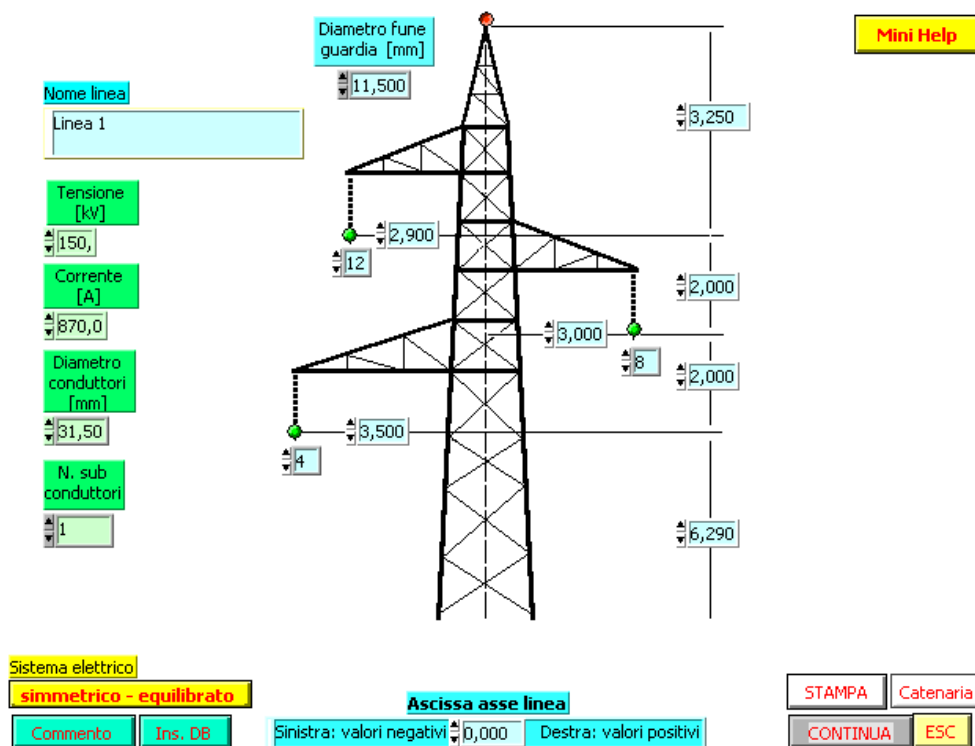 Diametro fune
guardia [mm]
11,500
Mini Help
Nome linea
Linea 1
3,250
Tensione
[kV]
150,
2,900
12
Corrente
[A]
870,0
2,000
3,000
8
Diametro
conduttori
[mm]
31,50
2,000
3,500
4
N. sub
conduttori
1
6,290
Sistema elettrico
simmetrico - equilibrato
Commento
Ins. DB
Ascissa asse linea
Sinistra: valori negativi
0,000
Destra: valori positivi
STAMPA
Catenaria
CONTINUA
ESC